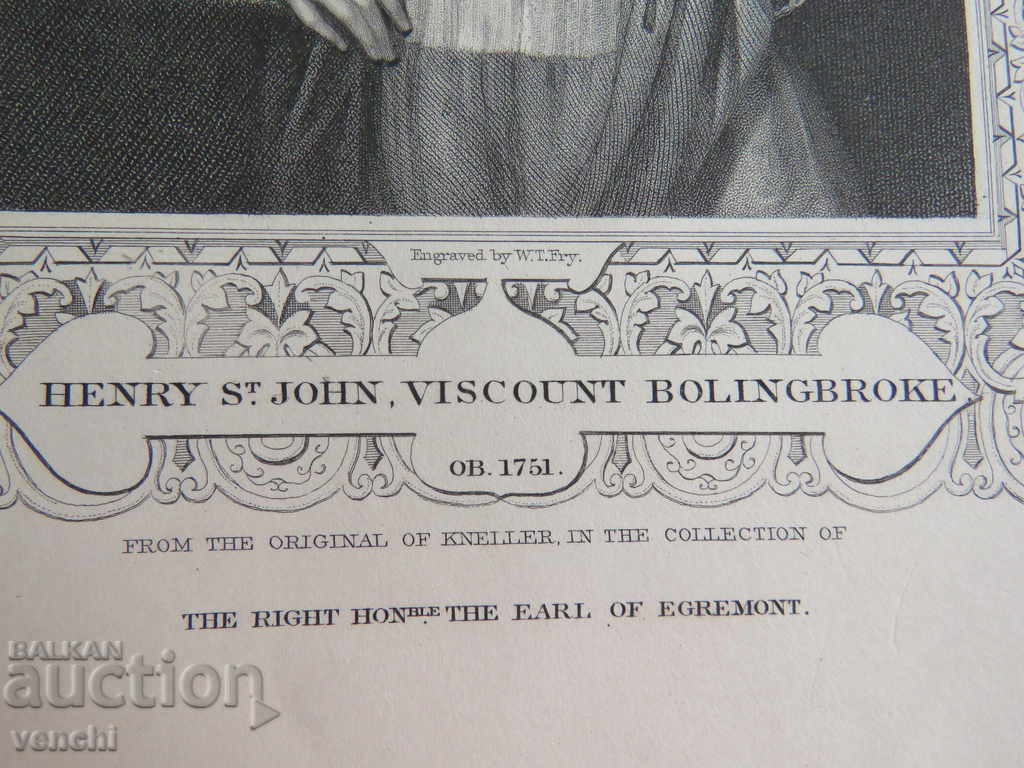 Engraved by W.T.Fry.
HENRY ST. JOHN, VISCOUNT BOLINGBROKE
OB. 1751.
FROM THE ORIGINAL OF KNELLER, IN THE COLLECTION OF
THE RIGHT HONBLE. THE EARL OF EGREMONT.
BALKAN
auction
venchi